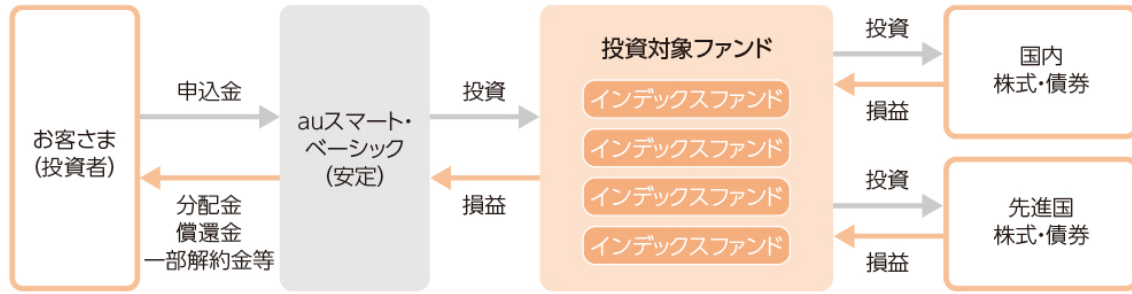 お客さま
(投資者)
申込金
分配金
償還金
一部解約金等
auスマート・
ベーシック
(安定)
投資
損益
投資対象ファンド
インデックスファンド
インデックスファンド
インデックスファンド
インデックスファンド
投資
損益
国内
株式・債券
投資
損益
先進国
株式・債券